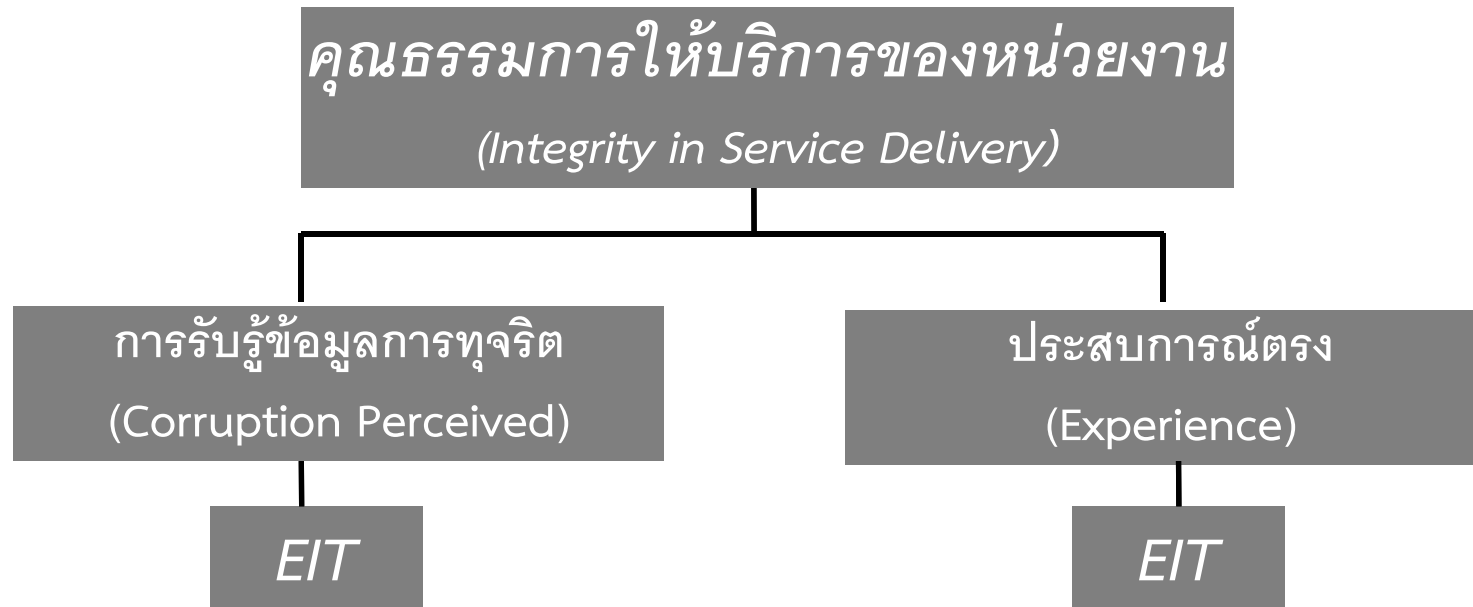 คุณธรรมการให้บริการของหน่วยงาน
(Integrity in Service Delivery)
การรับรู้ข้อมูลการทุจริต
(Corruption Perceived)
ประสบการณ์ตรง
(Experience)
EIT
EIT